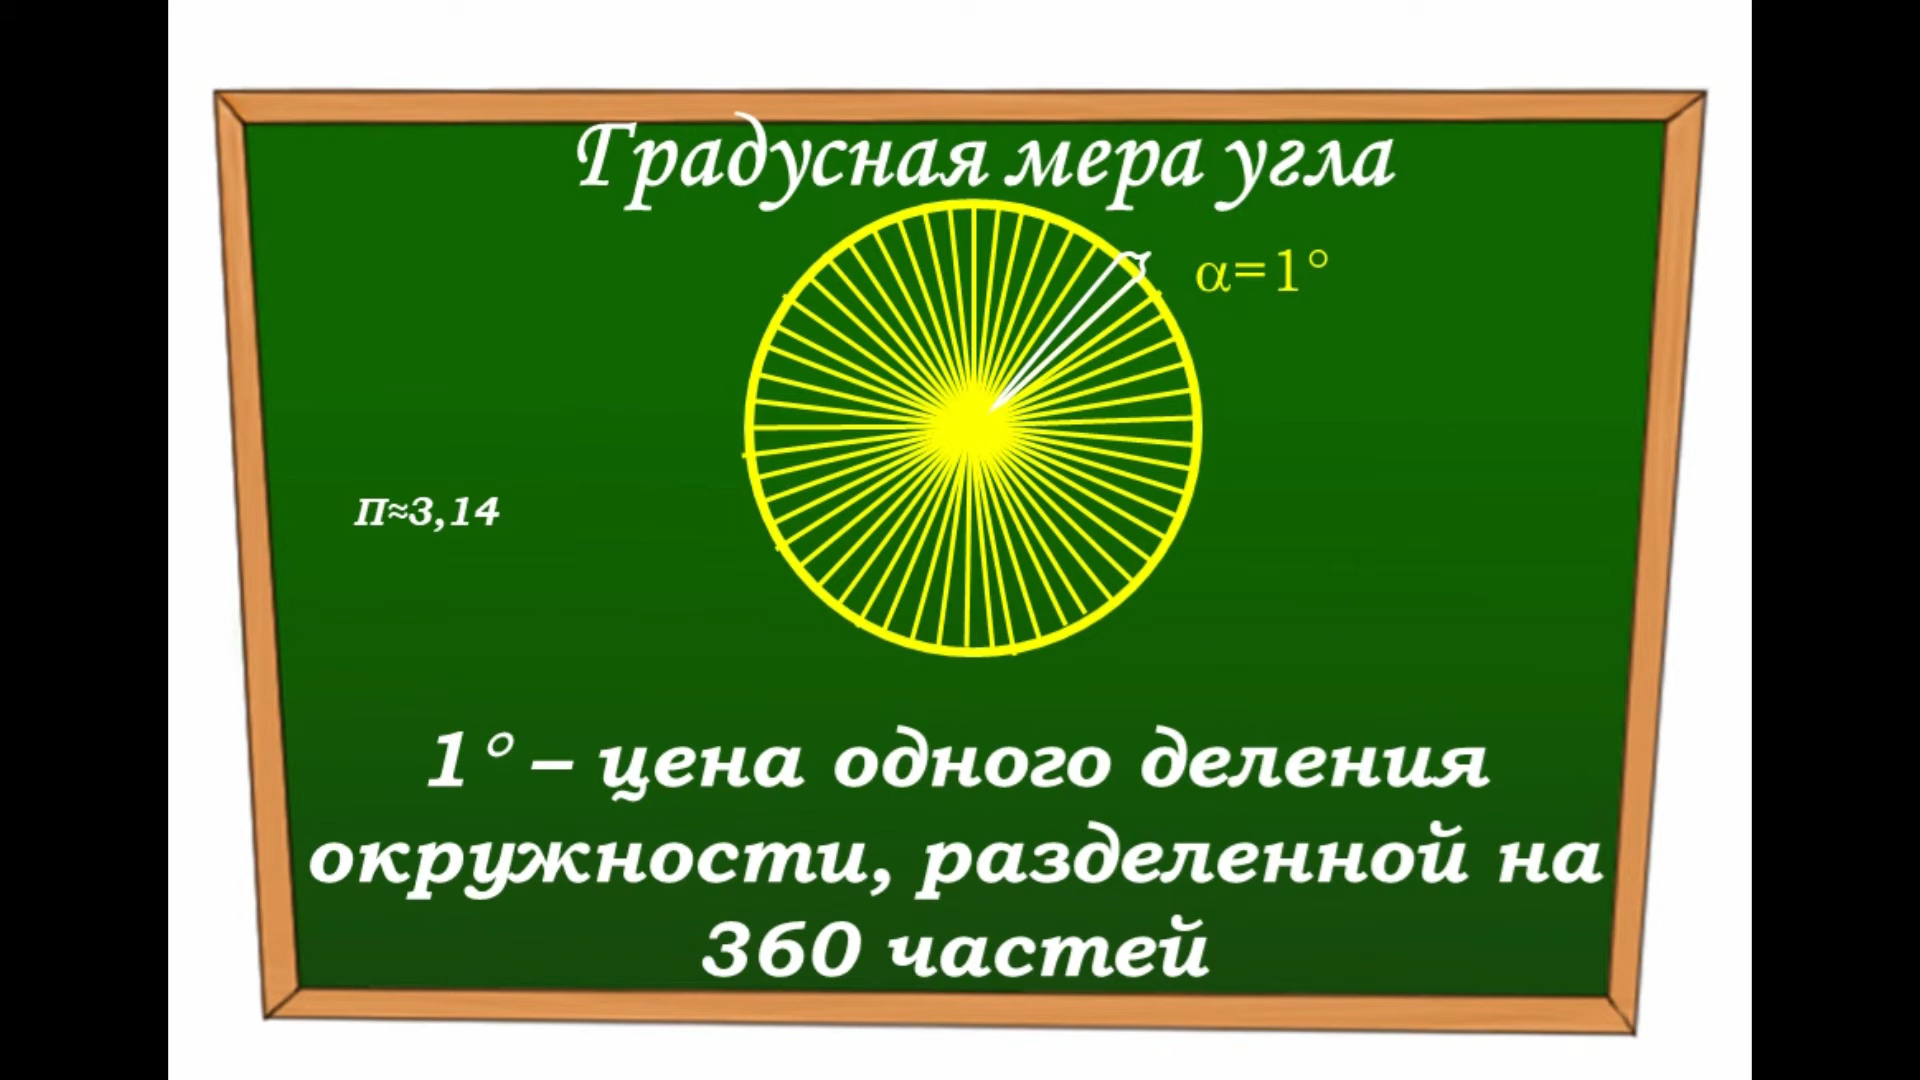 Градусная мера угла
α=1°
П≈3,14
1° – цена одного деления
окружности, разделенной на
360 частей